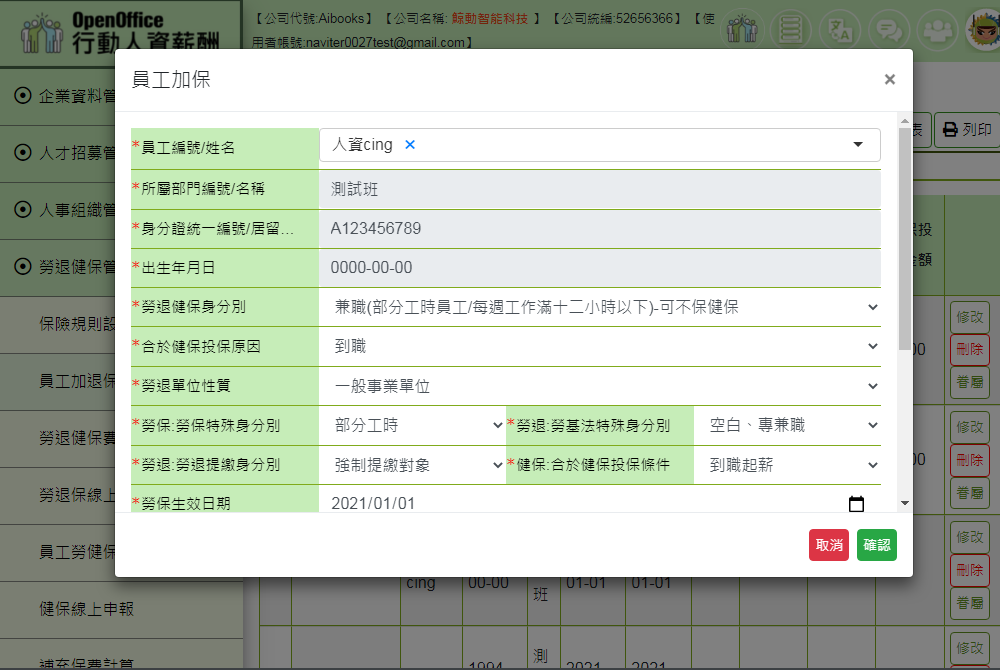 OpenOffice
行動人資薪酬
【公司代號:Aibooks】【公司名稱: 鯨動智能科技 】【公司統編:52656366】【使
用者帳號:naviter0027test@gmail.com】
企業資料管
人才招募管
人事組織管
勞退健保管
保險規則設
員工加退保
勞退健保費
勞退保線上
員工勞健保
健保線上申報
補充保費計算
員工加保
×
*員工編號/姓名
人資cing ×
*所屬部門編號/名稱
測試班
*身分證統一編號/居留...
A123456789
*出生年月日
0000-00-00
*勞退健保身分別
兼職(部分工時員工/每週工作滿十二小時以下)-可不保健保
*合於健保投保原因
到職
*勞退單位性質
一般事業單位
*勞保:勞保特殊身分別
部分工時
*勞退:勞基法特殊身分別
空白、專兼職
*勞退:勞退提繳身分別
強制提繳對象
*健保:合於健保投保條件
到職起薪
*勞保生效日期
2021/01/01
取消
確認
表
列印
保投
金額
00
修改
刪除
眷屬
00
修改
刪除
眷屬
cing
00-00
班
01-01
01-01
修改
刪除
眷屬
1994
測
2021
2021
修改